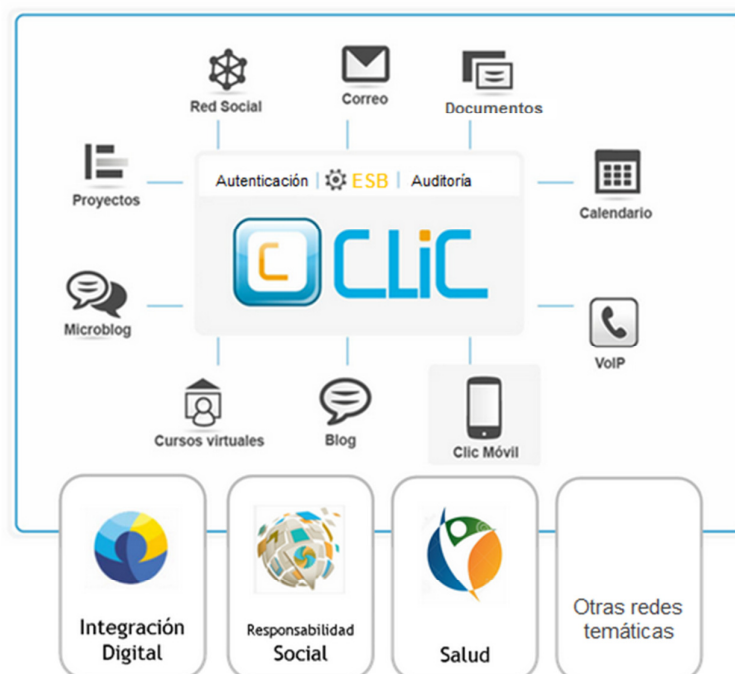 Red Social
Correo
Documentos
Proyectos
Autenticación | ESB | Auditoría
Calendario
C CLiC
Microblog
VoIP
Cursos virtuales
Blog
Clic Móvil
Integración
Digital
Responsabilidad
Social
Salud
Otras redes
temáticas